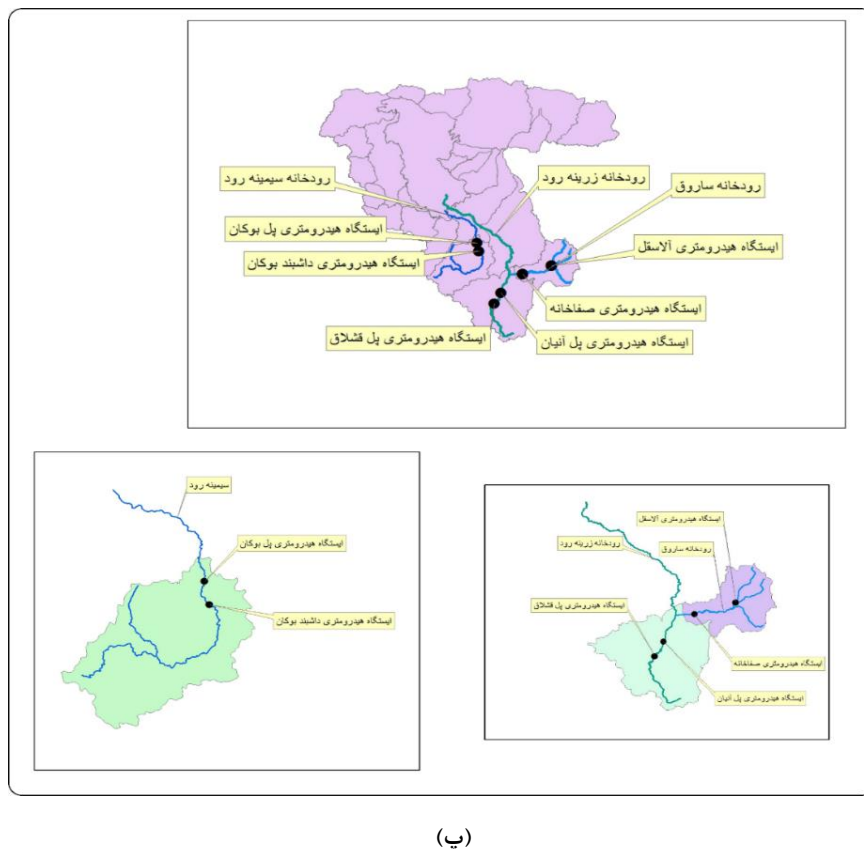 رودخانه سیمینه رود
رودخانه زرینه رود
رودخانه ساروق
ایستگاه هیدرومتری پل بوکان
ایستگاه هیدرومتری آلاسقل
ایستگاه هیدرومتری داشبند بوکان
ایستگاه هیدرومتری صفاخانه
ایستگاه هیدرومتری پل قشلاق
ایستگاه هیدرومتری پل آنیان
سیمینه رود
ایستگاه هیدرومتری پل بوکان
ایستگاه هیدرومتری داشبند بوکان
ایستگاه هیدرومتری آلاسقل
رودخانه زرینه رود
رودخانه ساروق
ایستگاه هیدرومتری پل قشلاق
ایستگاه هیدرومتری صفاخانه
ایستگاه هیدرومتری پل آنیان
(پ)